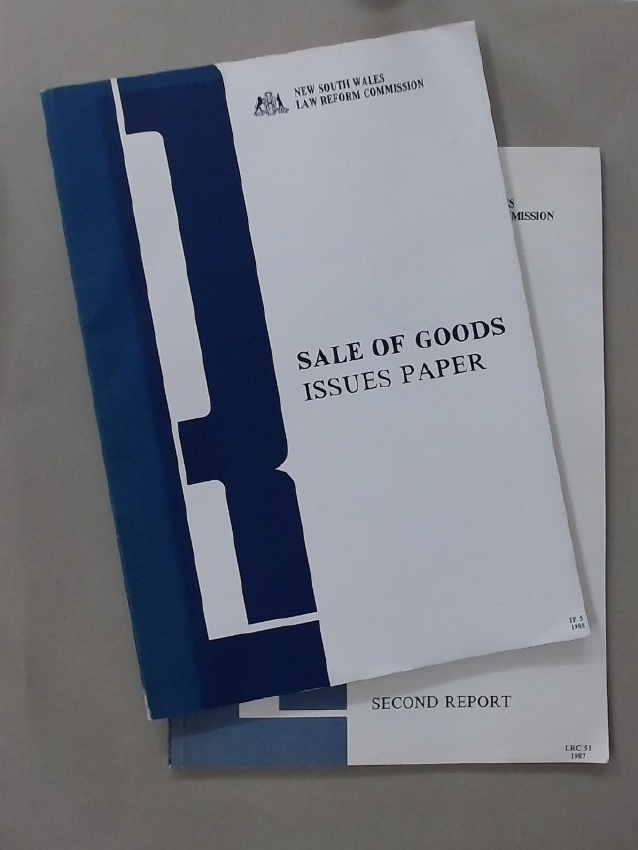 NEW SOUTH WALES
LAW REFORM COMMISSION
SALE OF GOODS
ISSUES PAPER
IP 5
1988
S
MISSION
SECOND REPORT
LRC 51
1987